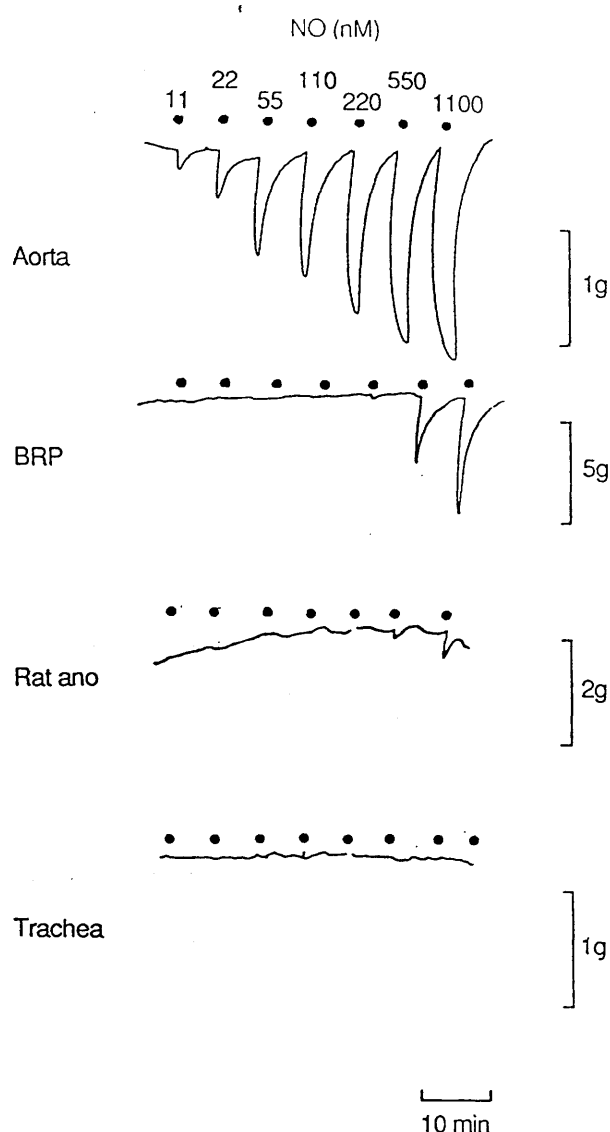 NO (nM)
22 110 550
11 55 220 1100
Aorta
1g
BRP
5g
Rat ano
2g
Trachea
1g
10 min